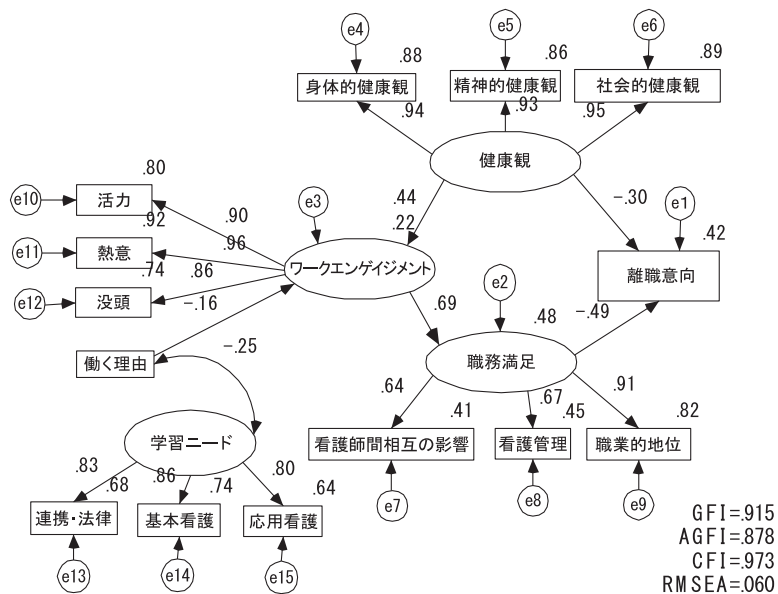 e4
e5
e6
.88
.86
.89
身体的健康観
精神的健康観
社会的健康観
.94
.93
.95
健康観
.80
e10
活力
.92
.90
e3
.44
.22
-.30
e1
.42
e11
熱意
.96
.74
.86
ワークエンゲイジメント
離職意向
e12
没頭
-.16
e2
.69
.48
-.49
働く理由
-.25
職務満足
.64
.41
.67
.45
.91
.82
学習ニード
看護師間相互の影響
看護管理
職業的地位
.83
.68
.86
.74
.80
.64
e7
e8
e9
連携・法律
基本看護
応用看護
e13
e14
e15
GFI=.915
AGFI=.878
CFI=.973
RMSEA=.060